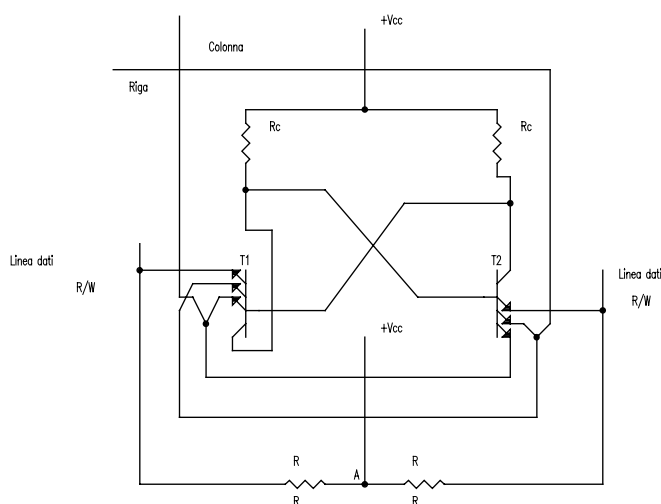 +Vcc
Colonna
Riga
Rc
Rc
T1
T2
Linea dati
R/W
Linea dati
R/W
+Vcc
R
A
R
R
R